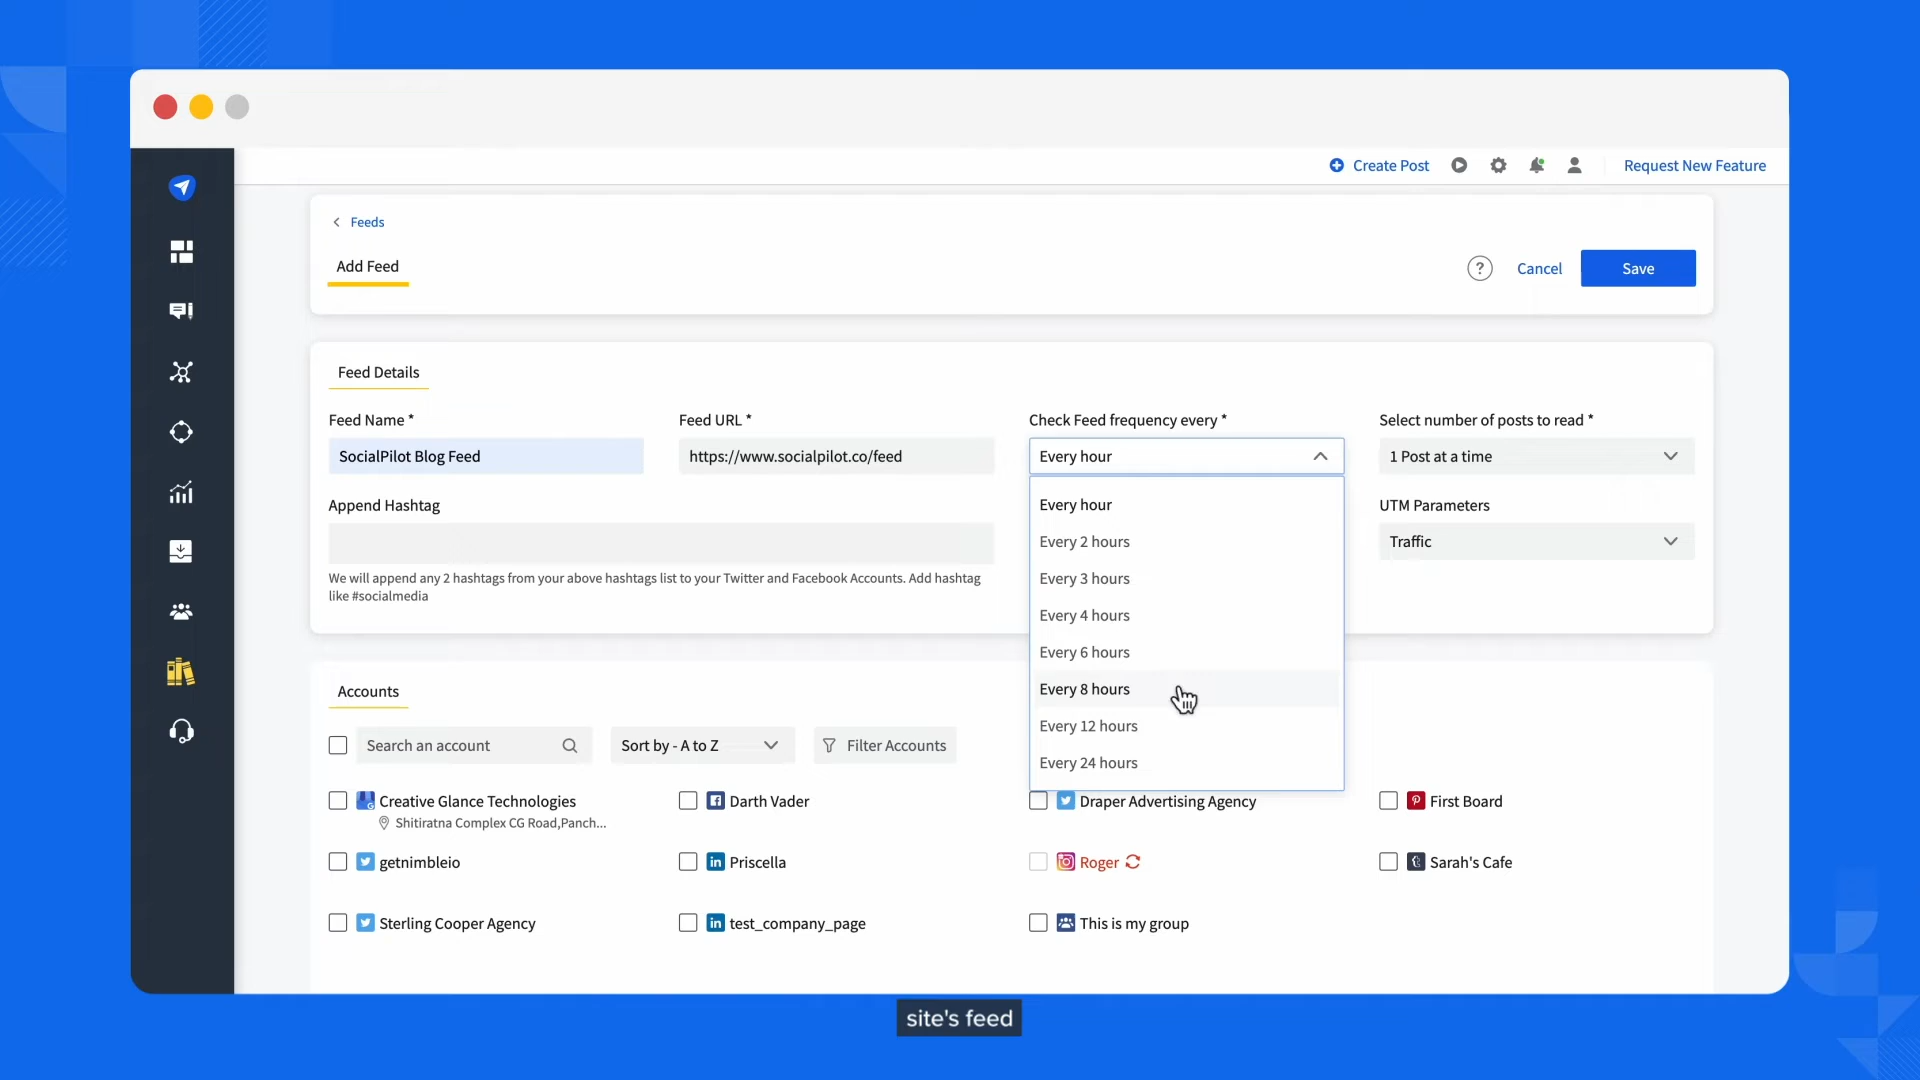 Create Post
Request New Feature
Feeds
Add Feed
?
Cancel
Save
Feed Details
Feed Name *
Feed URL *
Check Feed frequency every *
Select number of posts to read *
SocialPilot Blog Feed
https://www.socialpilot.co/feed
Every hour
1 Post at a time
Append Hashtag
UTM Parameters
Traffic
We will append any 2 hashtags from your above hashtags list to your Twitter and Facebook Accounts. Add hashtag
like #socialmedia
Every hour
Every 2 hours
Every 3 hours
Every 4 hours
Every 6 hours
Every 8 hours
Every 12 hours
Every 24 hours
Accounts
Search an account
Sort by - A to Z
Filter Accounts
Creative Glance Technologies
Shitiratna Complex CG Road,Panch...
Darth Vader
Draper Advertising Agency
First Board
getnimbleio
Priscella
Roger
Sarah's Cafe
Sterling Cooper Agency
test_company_page
This is my group
site's feed